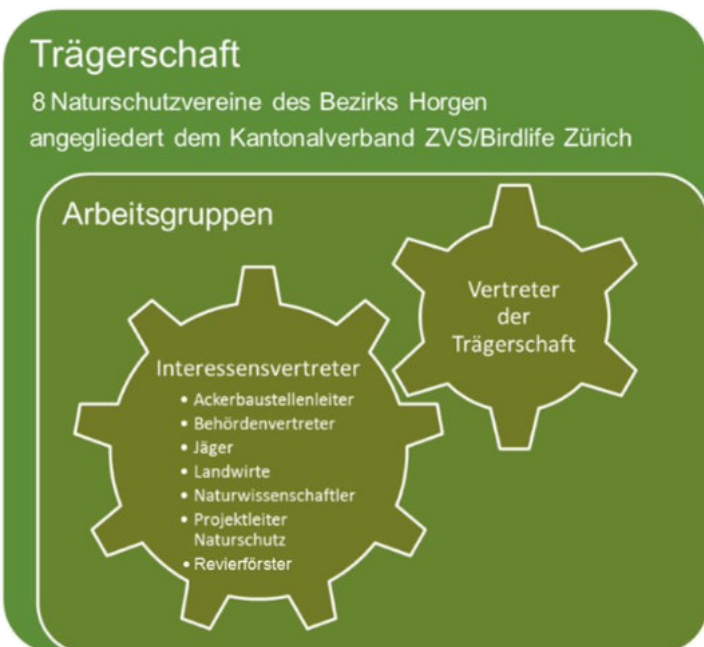 Trägerschaft
8 Naturschutzvereine des Bezirks Horgen
angegliedert dem Kantonalverband ZVS/Birdlife Zürich
Arbeitsgruppen
Vertreter
der
Trägerschaft
Interessensvertreter
• Ackerbaustellenleiter
• Behördenvertreter
• Jäger
• Landwirte
• Naturwissenschaftler
• Projektleiter
Naturschutz
• Revierförster